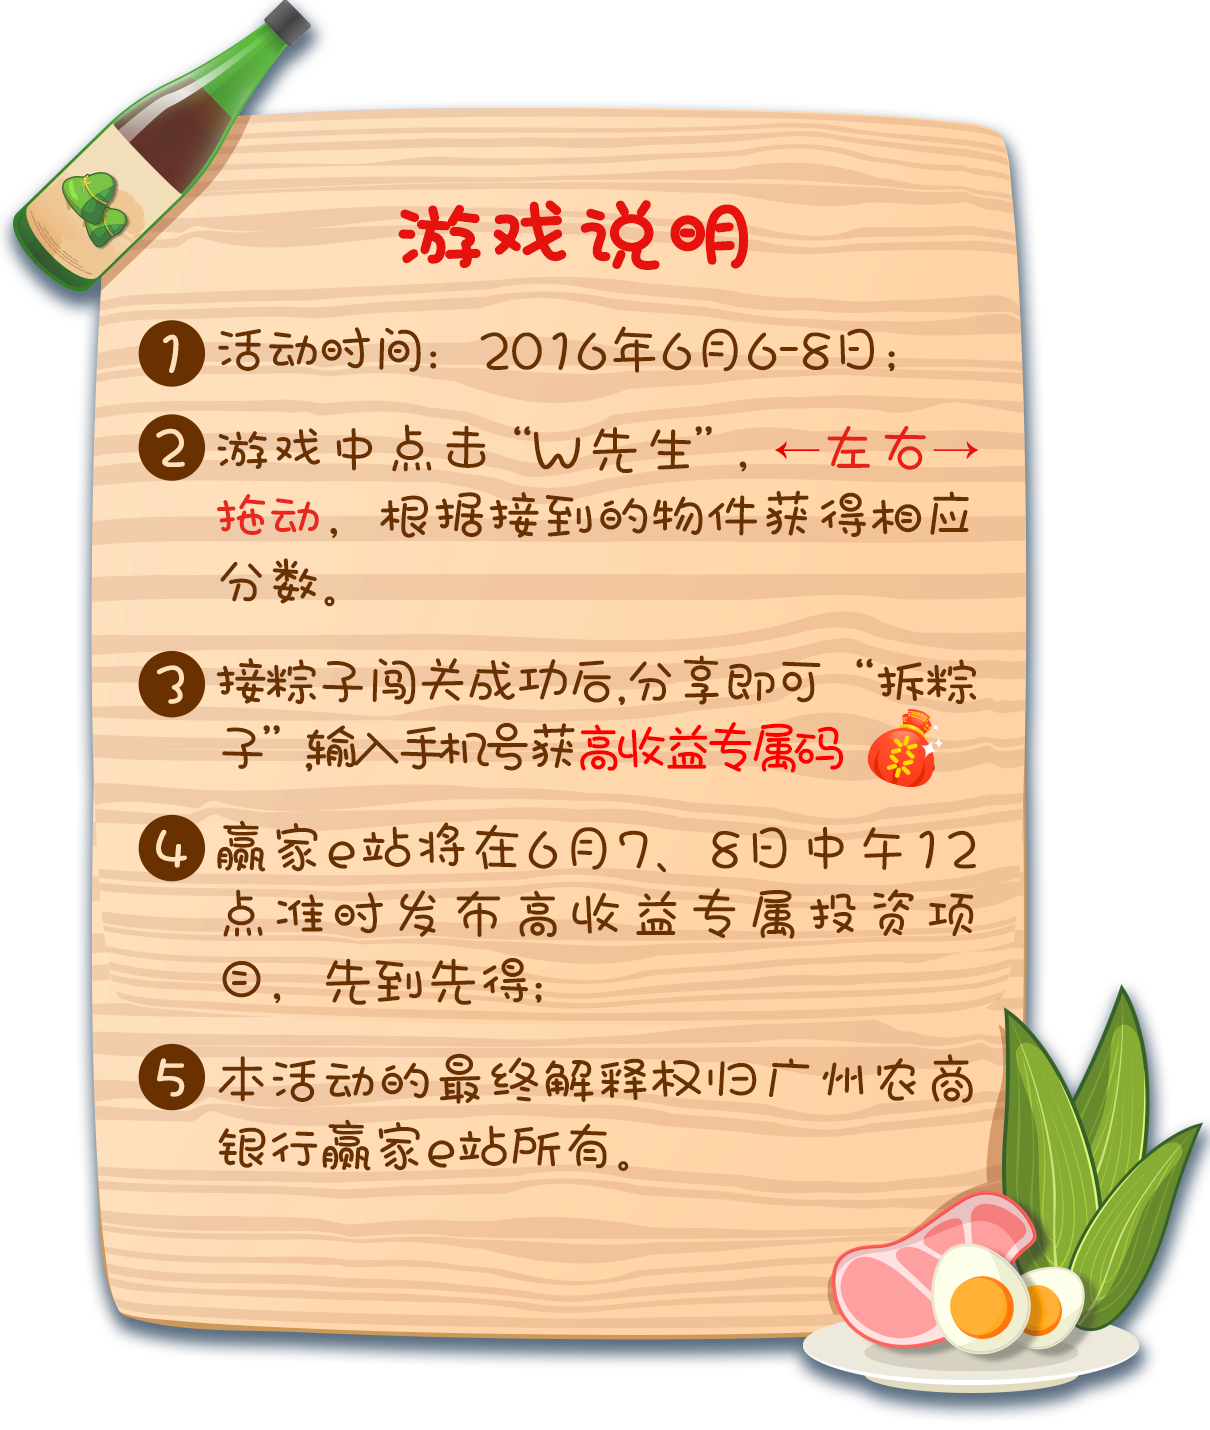 游戏说明
1 活动时间： 2016年6月6-8日；
2 游戏中点击“W先生”，←左右→
拖动， 根据接到的物件获得相应
分数。
3 接粽子闯关成功后,分享即可“拆粽
子”,输入手机号获高收益专属码
4 赢家e站将在6月7、8日中午12
点准时发布高收益专属投资项
目， 先到先得；
5 本活动的最终解释权归广州农商
银行赢家e站所有。